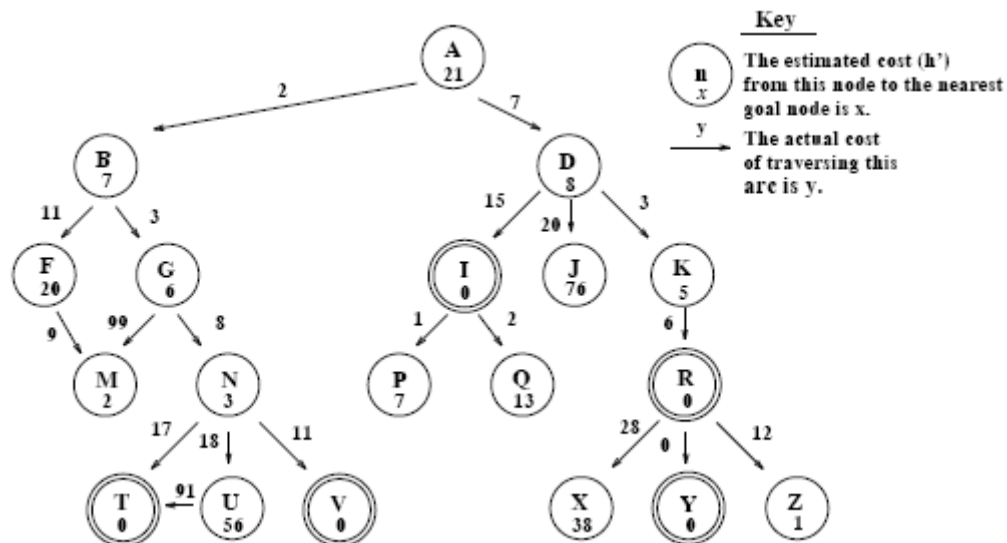 Key
A
21
n
x
The estimated cost (h’)
from this node to the nearest
goal node is x.
2
7
y
The actual cost
of traversing this
arc is y.
B
7
D
8
11
3
15
20
3
F
20
G
6
I
0
J
76
K
5
9
99
8
1
2
6
M
2
N
3
P
7
Q
13
R
0
17
18
11
28
0
12
T
0
91
U
56
V
0
X
38
Y
0
Z
1